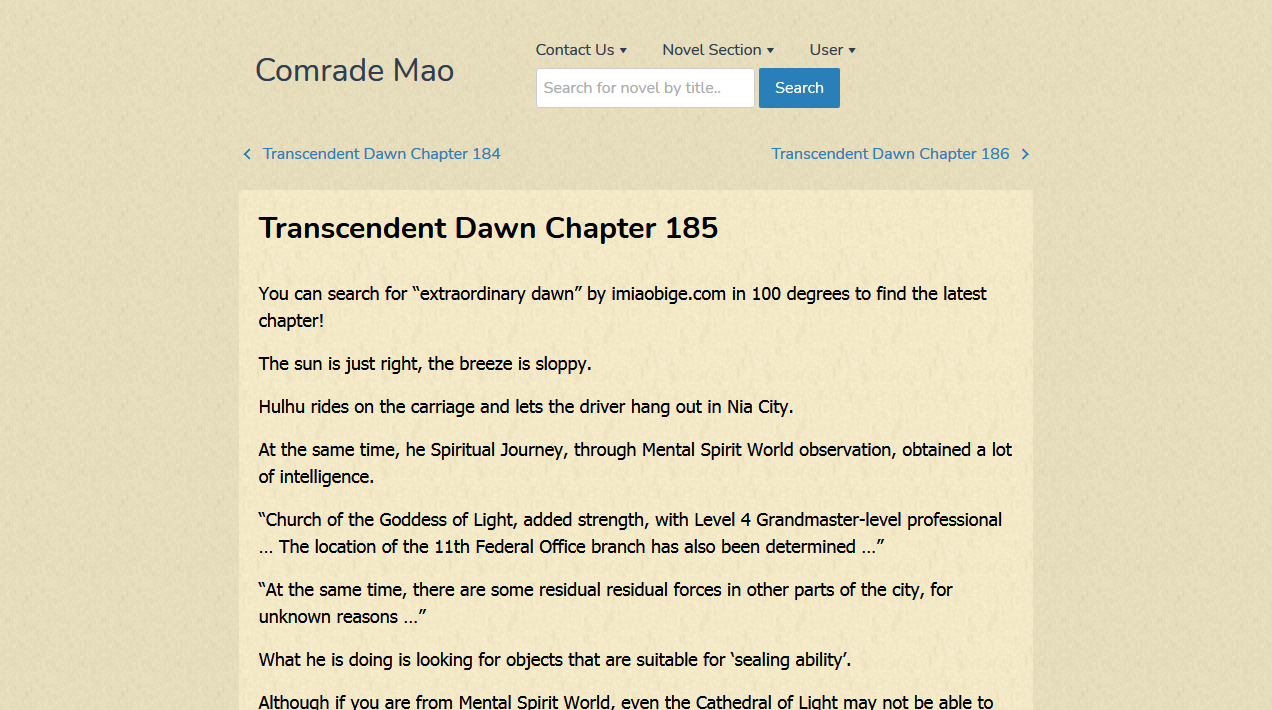 Comrade Mao
Contact Us
Novel Section
User
Search for novel by title..
Search
Transcendent Dawn Chapter 184
Transcendent Dawn Chapter 186
Transcendent Dawn Chapter 185
You can search for “extraordinary dawn” by imiaobige.com in 100 degrees to find the latest
chapter!
The sun is just right, the breeze is sloppy.
Hulhu rides on the carriage and lets the driver hang out in Nia City.
At the same time, he Spiritual Journey, through Mental Spirit World observation, obtained a lot
of intelligence.
“Church of the Goddess of Light, added strength, with Level 4 Grandmaster-level professional
… The location of the 11th Federal Office branch has also been determined …”
“At the same time, there are some residual residual forces in other parts of the city, for
unknown reasons …”
What he is doing is looking for objects that are suitable for ‘sealing ability’.
Although if you are from Mental Spirit World, even the Cathedral of Light may not be able to